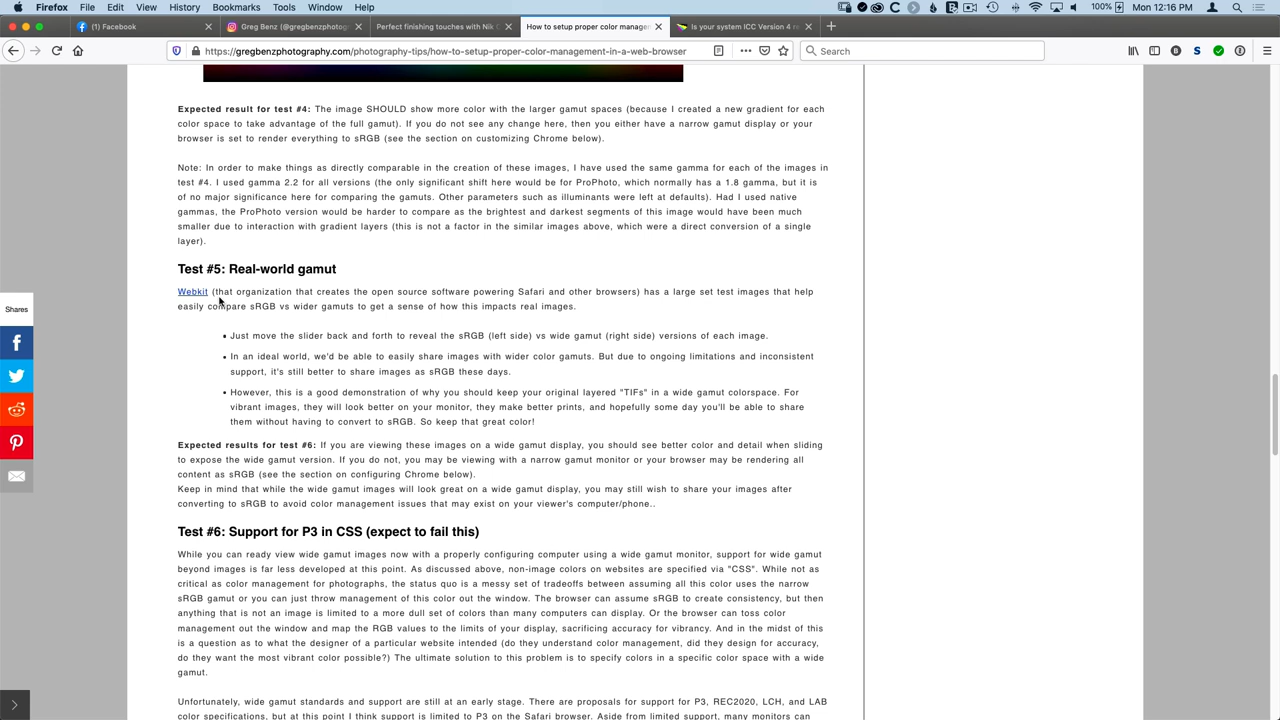 Firefox File Edit View History Bookmarks Tools Window Help Mon 12:16 PM
(1) Facebook Greg Benz (@gregbenzphotograp Perfect finishing touches with Nik C How to setup proper color manage Is your system ICC Version 4 re
https://gregbenzphotography.com/photography-tips/how-to-setup-proper-color-management-in-a-web-browser Search
Expected result for test #4: The image SHOULD show more color with the larger gamut spaces (because I created a new gradient for each
color space to take advantage of the full gamut). If you do not see any change here, then you either have a narrow gamut display or your
browser is set to render everything to sRGB (see the section on customizing Chrome below).
Note: In order to make things as directly comparable in the creation of these images, I have used the same gamma for each of the images in
test #4. I used gamma 2.2 for all versions (the only significant shift here would be for ProPhoto, which normally has a 1.8 gamma, but it is
of no major significance here for comparing the gamuts. Other parameters such as illuminants were left at defaults). Had I used native
gammas, the ProPhoto version would be harder to compare as the brightest and darkest segments of this image would have been much
smaller due to interaction with gradient layers (this is not a factor in the similar images above, which were a direct conversion of a single
layer).
Test #5: Real-world gamut
Webkit (that organization that creates the open source software powering Safari and other browsers) has a large set test images that help
easily compare sRGB vs wider gamuts to get a sense of how this impacts real images.
Shares
• Just move the slider back and forth to reveal the sRGB (left side) vs wide gamut (right side) versions of each image.
• In an ideal world, we'd be able to easily share images with wider color gamuts. But due to ongoing limitations and inconsistent
support, it's still better to share images as sRGB these days.
• However, this is a good demonstration of why you should keep your original layered "TIFs" in a wide gamut colorspace. For
vibrant images, they will look better on your monitor, they make better prints, and hopefully some day you'll be able to share
them without having to convert to sRGB. So keep that great color!
Expected results for test #6: If you are viewing these images on a wide gamut display, you should see better color and detail when sliding
to expose the wide gamut version. If you do not, you may be viewing with a narrow gamut monitor or your browser may be rendering all
content as sRGB (see the section on configuring Chrome below).
Keep in mind that while the wide gamut images will look great on a wide gamut display, you may still wish to share your images after
converting to sRGB to avoid color management issues that may exist on your viewer's computer/phone..
Test #6: Support for P3 in CSS (expect to fail this)
While you can ready view wide gamut images now with a properly configuring computer using a wide gamut monitor, support for wide gamut
beyond images is far less developed at this point. As discussed above, non-image colors on websites are specified via "CSS". While not as
critical as color management for photographs, the status quo is a messy set of tradeoffs between assuming all this color uses the narrow
sRGB gamut or you can just throw management of this color out the window. The browser can assume sRGB to create consistency, but then
anything that is not an image is limited to a more dull set of colors than many computers can display. Or the browser can toss color
management out the window and map the RGB values to the limits of your display, sacrificing accuracy for vibrancy. And in the midst of this
is a question as to what the designer of a particular website intended (do they understand color management, did they design for accuracy,
do they want the most vibrant color possible?) The ultimate solution to this problem is to specify colors in a specific color space with a wide
gamut.
Unfortunately, wide gamut standards and support are still at an early stage. There are proposals for support for P3, REC2020, LCH, and LAB
color specifications, but at this point I think support is limited to P3 on the Safari browser. Aside from limited support, many monitors can